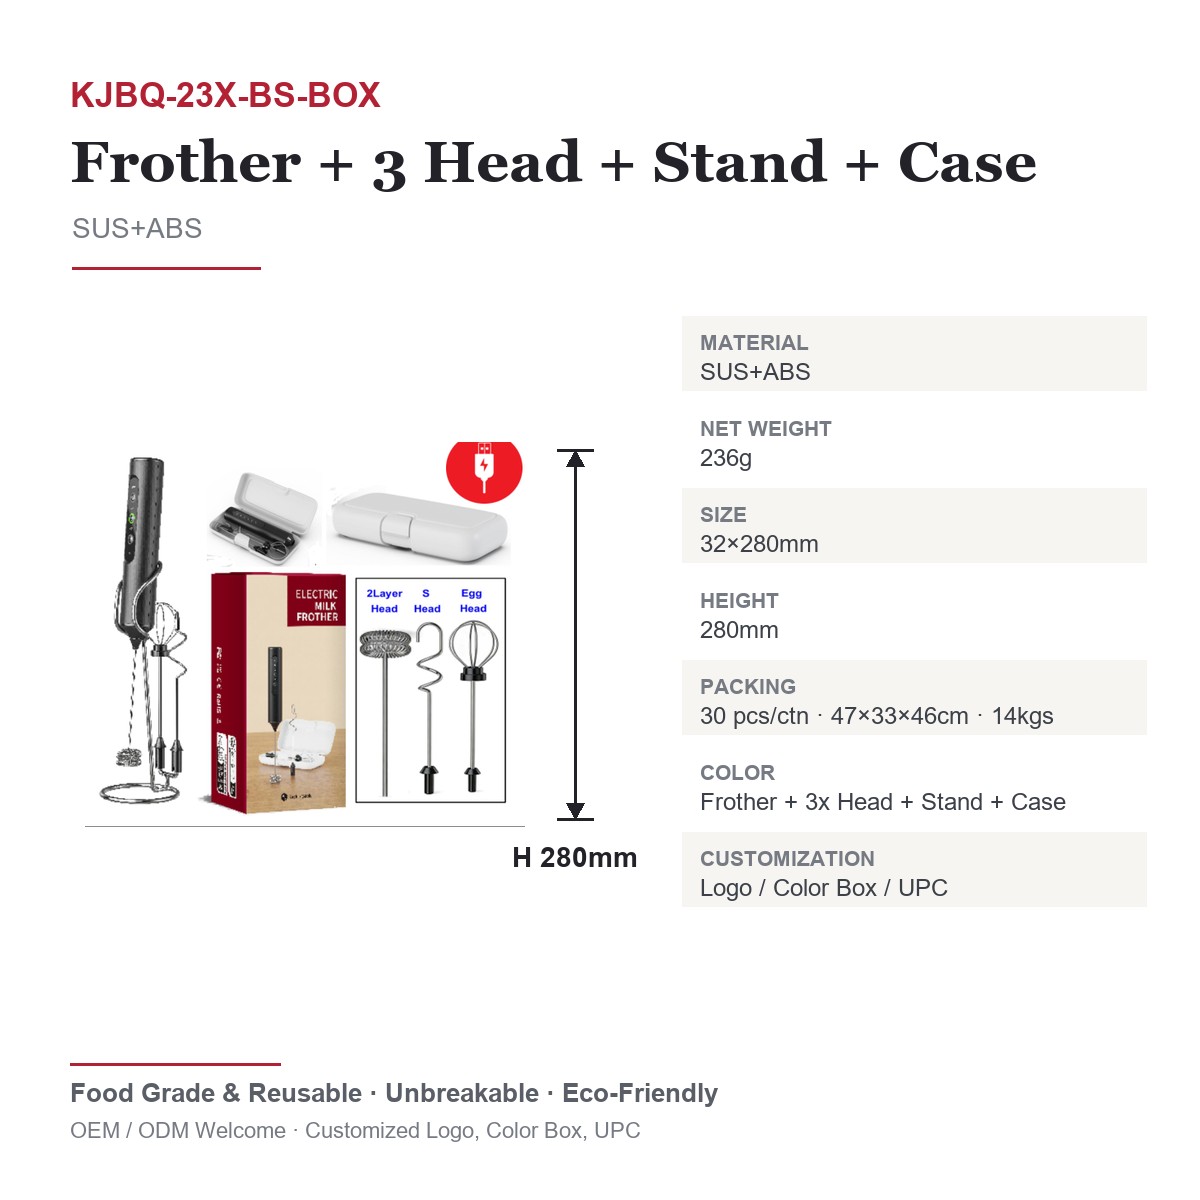 KJBQ-23X-BS-BOX
Frother + 3 Head + Stand + Case
SUS+ABS
MATERIAL
SUS+ABS
NET WEIGHT
236g
SIZE
32×280mm
HEIGHT
280mm
PACKING
30 pcs/ctn · 47×33×46cm · 14kgs
COLOR
Frother + 3x Head + Stand + Case
CUSTOMIZATION
Logo / Color Box / UPC
ELECTRIC
MILK
FROTHER
2Layer
Head
S
Head
Egg
Head
H 280mm
Food Grade & Reusable · Unbreakable · Eco-Friendly
OEM / ODM Welcome · Customized Logo, Color Box, UPC